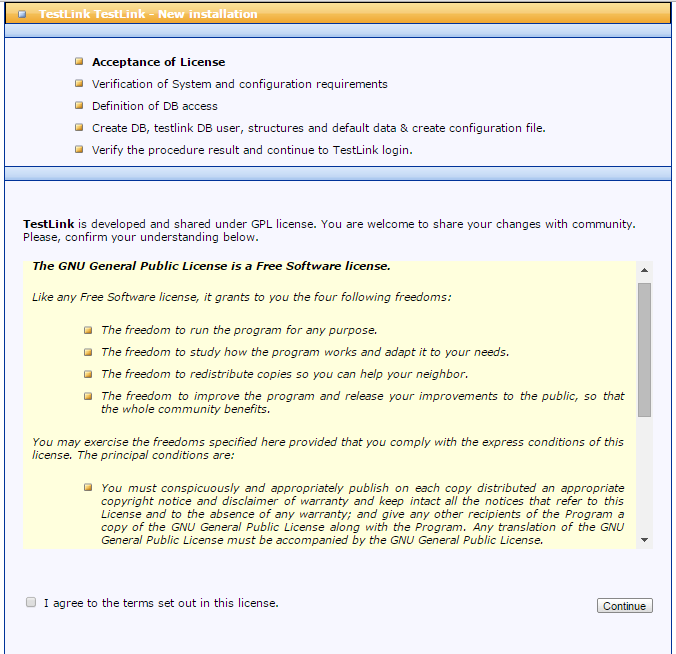 TestLink TestLink - New installation
Acceptance of License
Verification of System and configuration requirements
Definition of DB access
Create DB, testlink DB user, structures and default data & create configuration file.
Verify the procedure result and continue to TestLink login.
TestLink is developed and shared under GPL license. You are welcome to share your changes with community.
Please, confirm your understanding below.
The GNU General Public License is a Free Software license.
Like any Free Software license, it grants to you the four following freedoms:
The freedom to run the program for any purpose.
The freedom to study how the program works and adapt it to your needs.
The freedom to redistribute copies so you can help your neighbor.
The freedom to improve the program and release your improvements to the public, so that
the whole community benefits.
You may exercise the freedoms specified here provided that you comply with the express conditions of this
license. The principal conditions are:
You must conspicuously and appropriately publish on each copy distributed an appropriate
copyright notice and disclaimer of warranty and keep intact all the notices that refer to this
License and to the absence of any warranty; and give any other recipients of the Program a
copy of the GNU General Public License along with the Program. Any translation of the GNU
General Public License must be accompanied by the GNU General Public License.
I agree to the terms set out in this license.
Continue